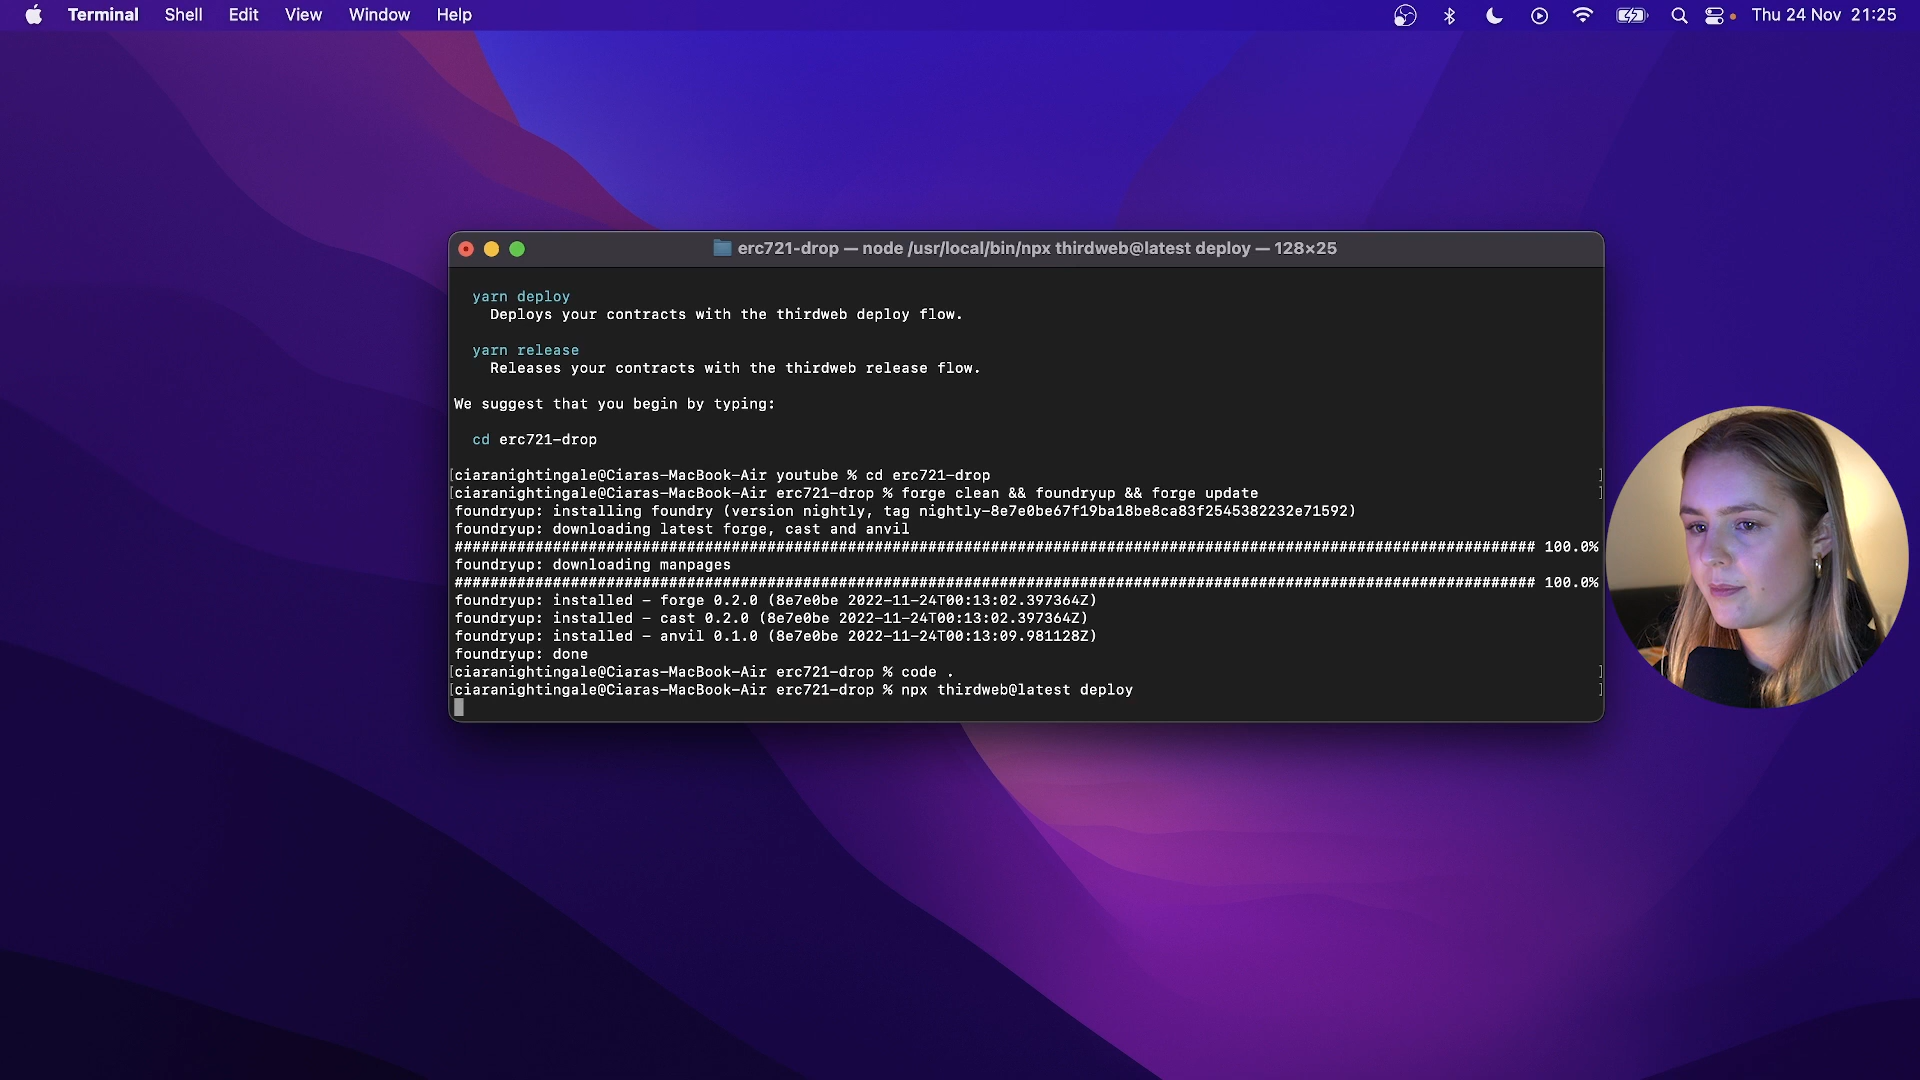 Terminal Shell Edit View Window Help Thu 24 Nov 21:25
erc721-drop — node /usr/local/bin/npx thirdweb@latest deploy — 128×25
yarn deploy
Deploys your contracts with the thirdweb deploy flow.
yarn release
Releases your contracts with the thirdweb release flow.
We suggest that you begin by typing:
cd erc721-drop
[ciaranightingale@Ciaras-MacBook-Air youtube % cd erc721-drop ]
[ciaranightingale@Ciaras-MacBook-Air erc721-drop % forge clean && foundryup && forge update ]
foundryup: installing foundry (version nightly, tag nightly-8e7e0be67f19ba18be8ca83f2545382232e71592)
foundryup: downloading latest forge, cast and anvil
######################################################################################################################### 100.0%
foundryup: downloading manpages
######################################################################################################################### 100.0%
foundryup: installed - forge 0.2.0 (8e7e0be 2022-11-24T00:13:02.397364Z)
foundryup: installed - cast 0.2.0 (8e7e0be 2022-11-24T00:13:02.397364Z)
foundryup: installed - anvil 0.1.0 (8e7e0be 2022-11-24T00:13:09.981128Z)
foundryup: done
[ciaranightingale@Ciaras-MacBook-Air erc721-drop % code . ]
[ciaranightingale@Ciaras-MacBook-Air erc721-drop % npx thirdweb@latest deploy ]